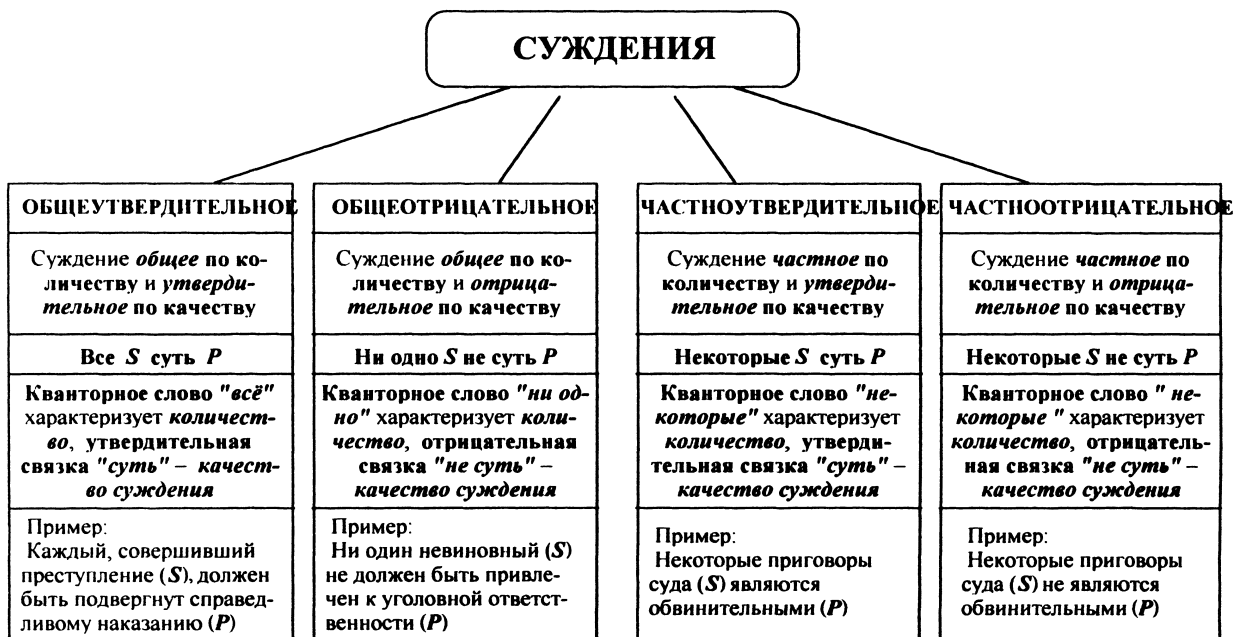 СУЖДЕНИЯ
ОБЩЕУТВЕРДИТЕЛЬНОЕ
Суждение общее по ко-
личеству и утверди-
тельное по качеству
Все S суть P
Кванторное слово "всё"
характеризует количест-
во, утвердительная
связка "суть" – качест-
во суждения
Пример:
Каждый, совершивший
преступление (S), должен
быть подвергнут справед-
ливому наказанию (P)
ОБЩЕОТРИЦАТЕЛЬНОЕ
Суждение общее по ко-
личеству и отрица-
тельное по качеству
Ни одно S не суть P
Кванторное слово "ни од-
но" характеризует коли-
чество, отрицательная
связка "не суть" –
качество суждения
Пример:
Ни один невиновный (S)
не должен быть привле-
чен к уголовной ответст-
венности (P)
ЧАСТНОУТВЕРДИТЕЛЬНОЕ
Суждение частное по
количеству и утверди-
тельное по качеству
Некоторые S суть P
Кванторное слово "не-
которые" характеризует
количество, утверди-
тельная связка "суть" –
качество суждения
Пример:
Некоторые приговоры
суда (S) являются
обвинительными (P)
ЧАСТНООТРИЦАТЕЛЬНОЕ
Суждение частное по
количеству и отрица-
тельное по качеству
Некоторые S не суть P
Кванторное слово " не-
которые " характеризует
количество, отрицатель-
ная связка "не суть" –
качество суждения
Пример:
Некоторые приговоры
суда (S) не являются
обвинительными (P)